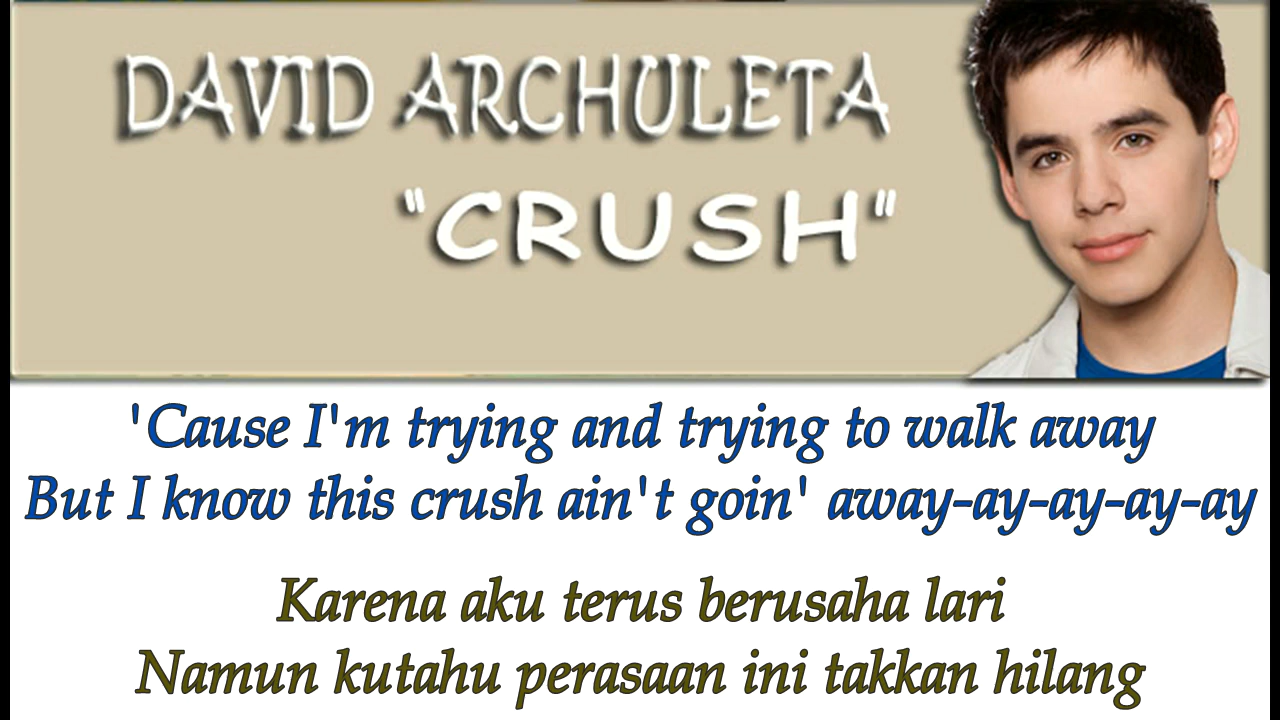 DAVID ARCHULETA
"CRUSH"
'Cause I'm trying and trying to walk away
But I know this crush ain't goin' away-ay-ay-ay-ay
Karena aku terus berusaha lari
Namun kutahu perasaan ini takkan hilang